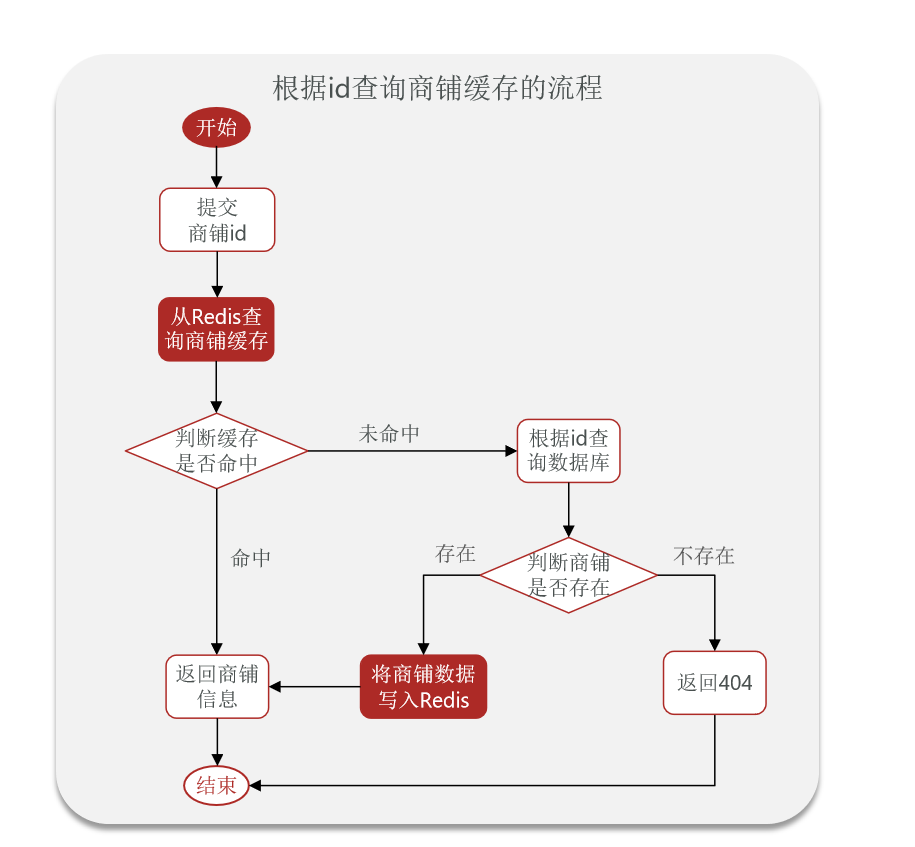 根据id查询商铺缓存的流程
开始
提交
商铺id
从Redis查
询商铺缓存
判断缓存
是否命中
未命中
根据id查
询数据库
命中
判断商铺
是否存在
存在
不存在
返回商铺
信息
将商铺数据
写入Redis
返回404
结束